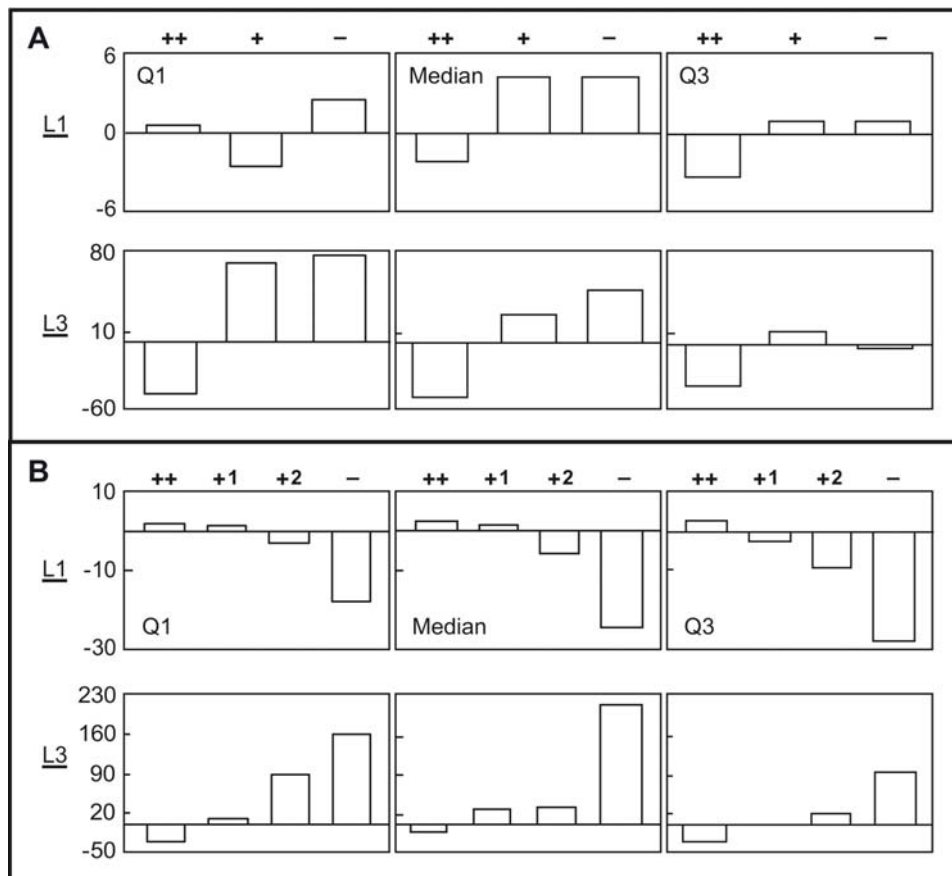 A
++ + – ++ + – ++ + –
6
Q1 Median Q3
L1
0
-6
80
L3
10
-60
B
++ +1 +2 – ++ +1 +2 – ++ +1 +2 –
10
L1
-10
Q1 Median Q3
-30
230
160
L3
90
20
-50